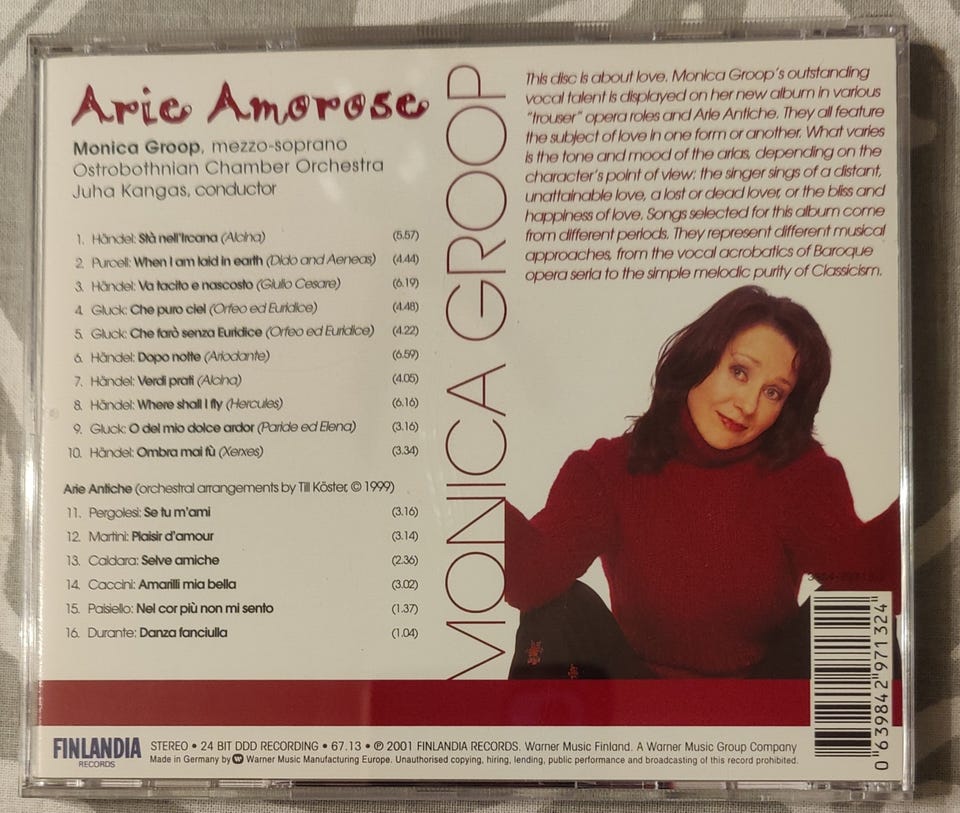 Arie Amorose
Monica Groop, mezzo-soprano
Ostrobothnian Chamber Orchestra
Juha Kangas, conductor
1. Händel: Stà nell'Ircana (Alcina) (5.57)
2. Purcell: When I am laid in earth (Dido and Aeneas) (4.44)
3. Händel: Va tacito e nascosto (Giulio Cesare) (6.19)
4. Gluck: Che puro ciel (Orfeo ed Euridice) (4.48)
5. Gluck: Che farò senza Euridice (Orfeo ed Euridice) (4.22)
6. Händel: Dopo notte (Ariodante) (6.59)
7. Händel: Verdi prati (Alcina) (4.05)
8. Händel: Where shall I fly (Hercules) (6.16)
9. Gluck: O del mio dolce ardor (Paride ed Elena) (3.16)
10. Händel: Ombra mai fù (Xerxes) (3.34)
Arie Antiche (orchestral arrangements by Till Köster, © 1999)
11. Pergolesi: Se tu m'ami (3.16)
12. Martini: Plaisir d'amour (3.14)
13. Caldara: Selve amiche (2.36)
14. Caccini: Amarilli mia bella (3.02)
15. Paisiello: Nel cor più non mi sento (1.37)
16. Durante: Danza fanciulla (1.04)
MONICA GROOP
This disc is about love. Monica Groop's outstanding
vocal talent is displayed on her new album in various
"trouser" opera roles and Arie Antiche. They all feature
the subject of love in one form or another. What varies
is the tone and mood of the arias, depending on the
character's point of view: the singer sings of a distant,
unattainable love, a lost or dead lover, or the bliss and
happiness of love. Songs selected for this album come
from different periods. They represent different musical
approaches, from the vocal acrobatics of Baroque
opera seria to the simple melodic purity of Classicism.
0 639842 971324
FINLANDIA
RECORDS
STEREO • 24 BIT DDD RECORDING • 67.13 • ℗ 2001 FINLANDIA RECORDS. Warner Music Finland. A Warner Music Group Company
Made in Germany by Warner Music Manufacturing Europe. Unauthorised copying, hiring, lending, public performance and broadcasting of this record prohibited.